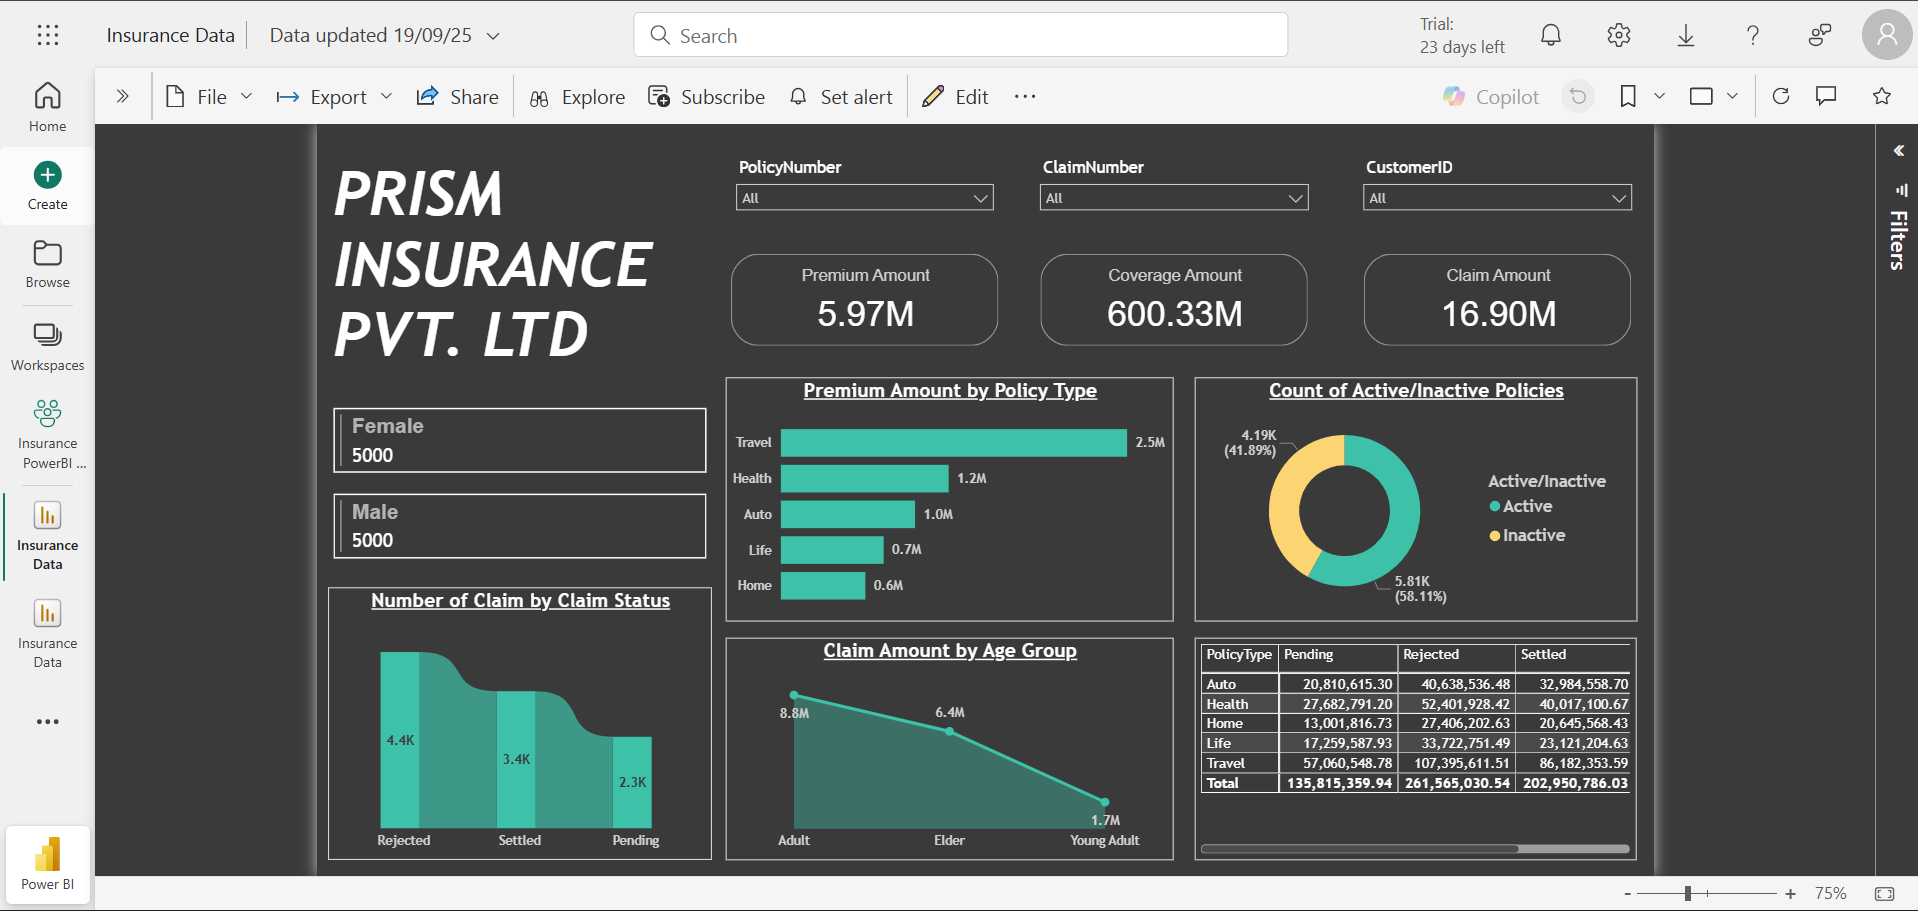 Insurance Data
Data updated 19/09/25
Search
Trial:
23 days left
Home
Create
Browse
Workspaces
Insurance
PowerBI ...
Insurance
Data
Insurance
Data
Power BI
File
Export
Share
Explore
Subscribe
Set alert
Edit
Copilot
PRISM
INSURANCE
PVT. LTD
PolicyNumber
All
ClaimNumber
All
CustomerID
All
Filters
Premium Amount
5.97M
Coverage Amount
600.33M
Claim Amount
16.90M
Female
5000
Male
5000
Premium Amount by Policy Type
Travel 2.5M
Health 1.2M
Auto 1.0M
Life 0.7M
Home 0.6M
Count of Active/Inactive Policies
4.19K
(41.89%)
Active/Inactive
Active
Inactive
5.81K
(58.11%)
Number of Claim by Claim Status
4.4K
3.4K
2.3K
Rejected Settled Pending
Claim Amount by Age Group
8.8M
6.4M
1.7M
Adult Elder Young Adult
PolicyType Pending Rejected Settled
Auto 20,810,615.30 40,638,536.48 32,984,558.70
Health 27,682,791.20 52,401,928.42 40,017,100.67
Home 13,001,816.73 27,406,202.63 20,645,568.43
Life 17,259,587.93 33,722,751.49 23,121,204.63
Travel 57,060,548.78 107,395,611.51 86,182,353.59
Total 135,815,359.94 261,565,030.54 202,950,786.03
- + 75%